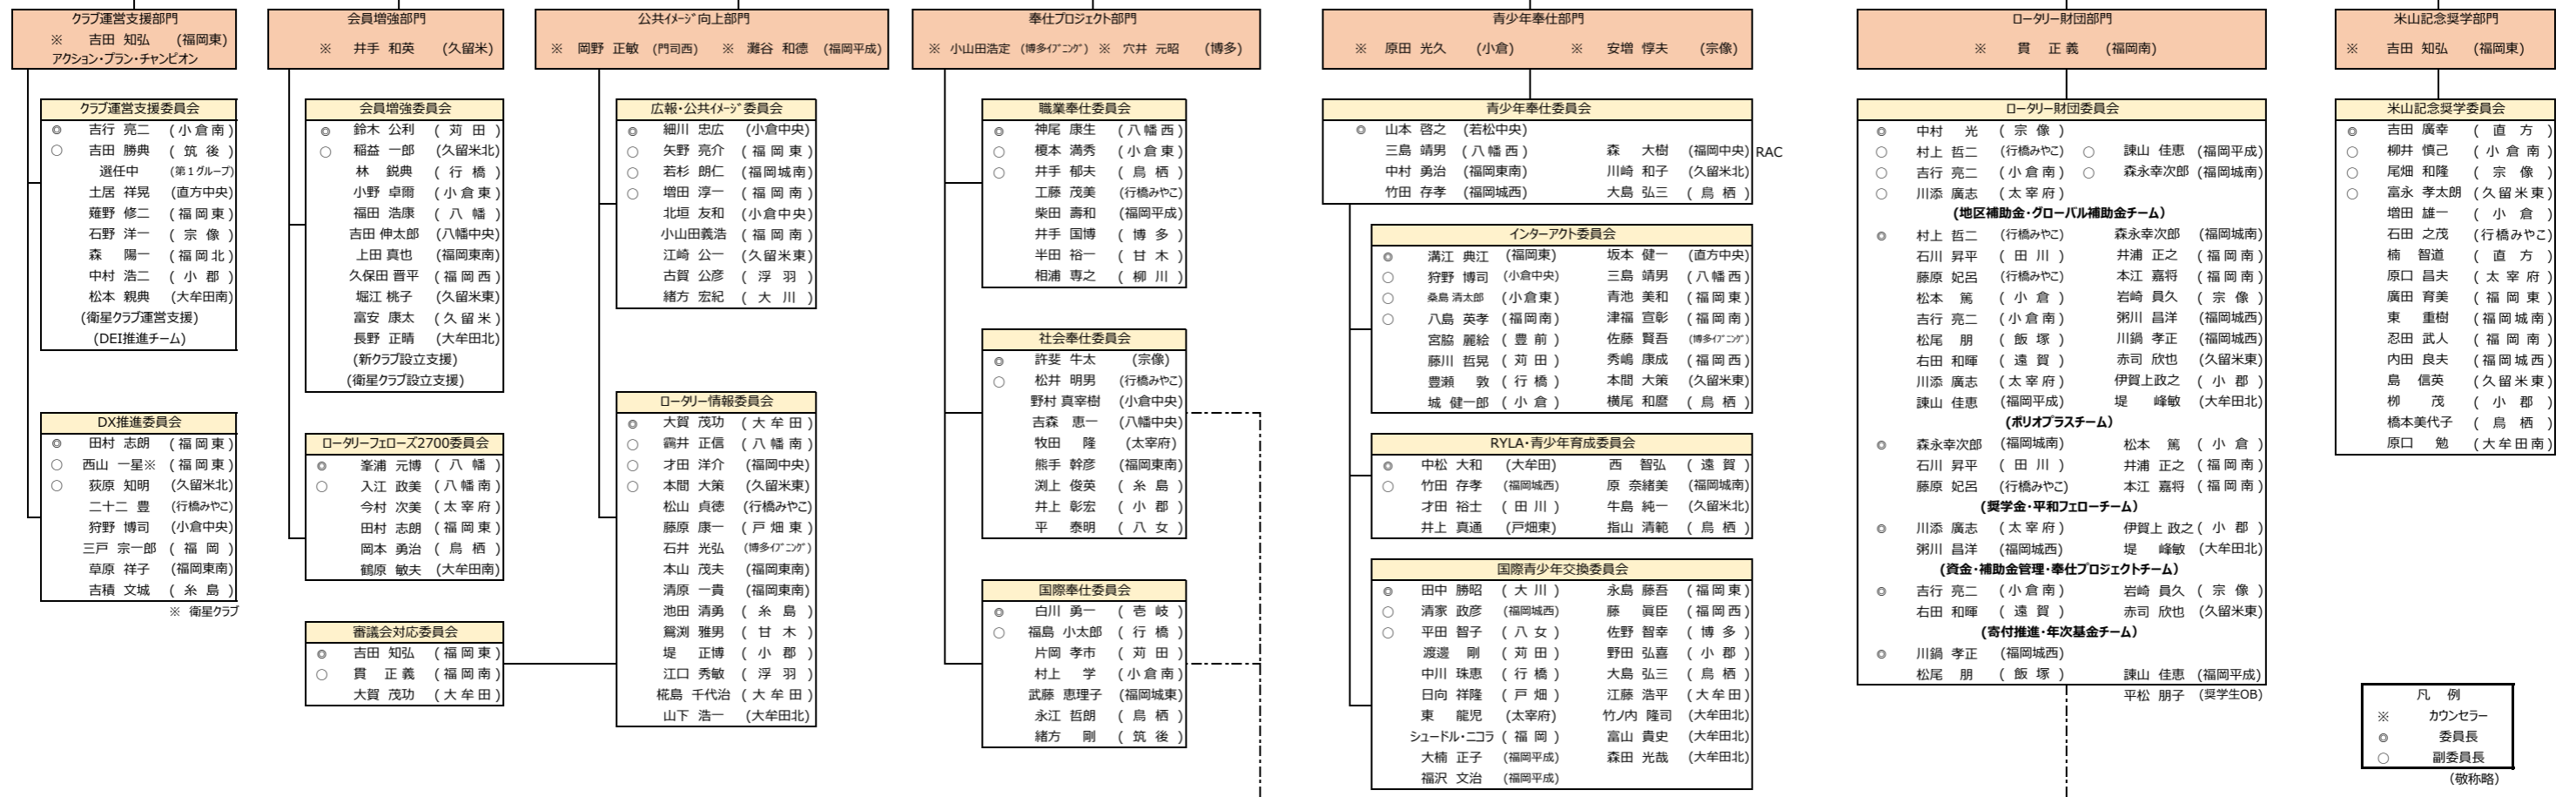 クラブ運営支援部門
※ 吉田 知弘 (福岡東)
アクション・プラン・チャンピオン
クラブ運営支援委員会
◎ 吉行 亮二 (小倉南)
○ 吉田 勝典 (筑後)
選任中 (第1グループ)
土居 祥晃 (直方中央)
薙野 修二 (福岡東)
石野 洋一 (宗像)
森 陽一 (福岡北)
中村 浩二 (小郡)
松本 親典 (大牟田南)
(衛星クラブ運営支援)
(DEI推進チーム)
DX推進委員会
◎ 田村 志朗 (福岡東)
○ 西山 一星※ (福岡東)
○ 荻原 知明 (久留米北)
二十二 豊 (行橋みやこ)
狩野 博司 (小倉中央)
三戸 宗一郎 (福岡)
草原 祥子 (福岡東南)
吉積 文城 (糸島)
※ 衛星クラブ
会員増強部門
※ 井手 和英 (久留米)
会員増強委員会
◎ 鈴木 公利 (苅田)
○ 稲益 一郎 (久留米北)
林 鋭典 (行橋)
小野 卓爾 (小倉東)
福田 浩康 (八幡)
吉田 伸太郎 (八幡中央)
上田 真也 (福岡東南)
久保田 晋平 (福岡西)
堀江 桃子 (久留米東)
富安 康太 (久留米)
長野 正晴 (大牟田北)
(新クラブ設立支援)
(衛星クラブ設立支援)
ロータリーフェローズ2700委員会
◎ 峯浦 元博 (八幡)
○ 入江 政美 (八幡南)
今村 次美 (太宰府)
田村 志朗 (福岡東)
岡本 勇治 (鳥栖)
鶴原 敏夫 (大牟田南)
審議会対応委員会
◎ 吉田 知弘 (福岡東)
○ 貫 正義 (福岡南)
大賀 茂功 (大牟田)
公共イメージ向上部門
※ 岡野 正敏 (門司西) ※ 灘谷 和德 (福岡平成)
広報・公共イメージ委員会
◎ 細川 忠広 (小倉中央)
○ 矢野 亮介 (福岡東)
○ 若杉 朗仁 (福岡城南)
○ 増田 淳一 (福岡南)
北垣 友和 (小倉中央)
小山田義浩 (福岡南)
江崎 公一 (久留米東)
古賀 公彦 (浮羽)
緒方 宏紀 (大川)
ロータリー情報委員会
◎ 大賀 茂功 (大牟田)
○ 靍井 正信 (八幡南)
○ 才田 洋介 (福岡中央)
○ 本間 大策 (久留米東)
松山 貞徳 (行橋みやこ)
藤原 康一 (戸畑東)
石井 光弘 (博多イブニング)
本山 茂夫 (福岡東南)
清原 一貴 (福岡東南)
池田 清勇 (糸島)
鴛渕 雅男 (甘木)
堤 正博 (小郡)
江口 秀敏 (浮羽)
椛島 千代治 (大牟田)
山下 浩一 (大牟田北)
奉仕プロジェクト部門
※ 小山田浩定 (博多イブニング) ※ 穴井 元昭 (博多)
職業奉仕委員会
◎ 神尾 康生 (八幡西)
○ 榎本 満秀 (小倉東)
○ 井手 郁夫 (鳥栖)
工藤 茂美 (行橋みやこ)
柴田 壽和 (福岡平成)
井手 国博 (博多)
半田 裕一 (甘木)
相浦 専之 (柳川)
社会奉仕委員会
◎ 許斐 牛太 (宗像)
○ 松井 明男 (行橋みやこ)
野村 真宰樹 (小倉中央)
吉森 恵一 (八幡中央)
牧田 隆 (太宰府)
熊手 幹彦 (福岡東南)
渕上 俊英 (糸島)
井上 彰宏 (小郡)
平 泰明 (八女)
国際奉仕委員会
◎ 白川 勇一 (壱岐)
○ 福島 小太郎 (行橋)
片岡 孝市 (苅田)
村上 学 (小倉南)
武藤 恵理子 (福岡城東)
永江 哲朗 (鳥栖)
緒方 剛 (筑後)
青少年奉仕部門
※ 原田 光久 (小倉) ※ 安増 惇夫 (宗像)
青少年奉仕委員会
◎ 山本 啓之 (若松中央)
三島 靖男 (八幡西) 森 大樹 (福岡中央) RAC
中村 勇治 (福岡東南) 川崎 和子 (久留米北)
竹田 存孝 (福岡城西) 大島 弘三 (鳥栖)
インターアクト委員会
◎ 溝江 典江 (福岡東) 坂本 健一 (直方中央)
○ 狩野 博司 (小倉中央) 三島 靖男 (八幡西)
○ 桑島 清太郎 (小倉東) 青池 美和 (福岡東)
○ 八島 英孝 (福岡南) 津福 宣彰 (福岡南)
宮脇 麗絵 (豊前) 佐藤 賢吾 (博多イブニング)
藤川 哲晃 (苅田) 秀嶋 康成 (福岡西)
豊瀬 敦 (行橋) 本間 大策 (久留米東)
城 健一郎 (小倉) 横尾 和麿 (鳥栖)
RYLA・青少年育成委員会
◎ 中松 大和 (大牟田) 西 智弘 (遠賀)
○ 竹田 存孝 (福岡城西) 原 奈緒美 (福岡城南)
才田 裕士 (田川) 牛島 純一 (久留米北)
井上 真通 (戸畑東) 指山 清範 (鳥栖)
国際青少年交換委員会
◎ 田中 勝昭 (大川) 永島 藤吾 (福岡東)
○ 清家 政彦 (福岡城西) 藤 眞臣 (福岡西)
○ 平田 智子 (八女) 佐野 智幸 (博多)
渡邊 剛 (苅田) 野田 弘喜 (小郡)
中川 珠恵 (行橋) 大島 弘三 (鳥栖)
日向 祥隆 (戸畑) 江藤 浩平 (大牟田)
東 龍児 (太宰府) 竹ノ内 隆司 (大牟田北)
シュードル・ニコラ (福岡) 富山 貴史 (大牟田北)
大楠 正子 (福岡平成) 森田 光哉 (大牟田北)
福沢 文治 (福岡平成)
ロータリー財団部門
※ 貫 正義 (福岡南)
ロータリー財団委員会
◎ 中村 光 (宗像)
○ 村上 哲二 (行橋みやこ) ○ 諌山 佳恵 (福岡平成)
○ 吉行 亮二 (小倉南) ○ 森永幸次郎 (福岡城南)
○ 川添 廣志 (太宰府)
(地区補助金・グローバル補助金チーム)
◎ 村上 哲二 (行橋みやこ) 森永幸次郎 (福岡城南)
石川 昇平 (田川) 井浦 正之 (福岡南)
藤原 妃呂 (行橋みやこ) 本江 嘉将 (福岡南)
松本 篤 (小倉) 岩崎 員久 (宗像)
吉行 亮二 (小倉南) 粥川 昌洋 (福岡城西)
松尾 朋 (飯塚) 川鍋 孝正 (福岡城西)
右田 和暉 (遠賀) 赤司 欣也 (久留米東)
川添 廣志 (太宰府) 伊賀上政之 (小郡)
諌山 佳恵 (福岡平成) 堤 峰敏 (大牟田北)
(ポリオプラスチーム)
◎ 森永幸次郎 (福岡城南) 松本 篤 (小倉)
石川 昇平 (田川) 井浦 正之 (福岡南)
藤原 妃呂 (行橋みやこ) 本江 嘉将 (福岡南)
(奨学金・平和フェローチーム)
◎ 川添 廣志 (太宰府) 伊賀上 政之 (小郡)
粥川 昌洋 (福岡城西) 堤 峰敏 (大牟田北)
(資金・補助金管理・奉仕プロジェクトチーム)
◎ 吉行 亮二 (小倉南) 岩崎 員久 (宗像)
右田 和暉 (遠賀) 赤司 欣也 (久留米東)
(寄付推進・年次基金チーム)
◎ 川鍋 孝正 (福岡城西)
松尾 朋 (飯塚) 諌山 佳恵 (福岡平成)
平松 朋子 (奨学生OB)
米山記念奨学部門
※ 吉田 知弘 (福岡東)
米山記念奨学委員会
◎ 吉田 廣幸 (直方)
○ 柳井 慎己 (小倉南)
○ 尾畑 和隆 (宗像)
○ 富永 孝太朗 (久留米東)
増田 雄一 (小倉)
石田 之茂 (行橋みやこ)
楠 智道 (直方)
原口 昌夫 (太宰府)
廣田 育美 (福岡東)
東 重樹 (福岡城南)
忍田 武人 (福岡南)
内田 良夫 (福岡城西)
島 信英 (久留米東)
栁 茂 (小郡)
橋本美代子 (鳥栖)
原口 勉 (大牟田南)
凡 例
※ カウンセラー
◎ 委員長
○ 副委員長
(敬称略)